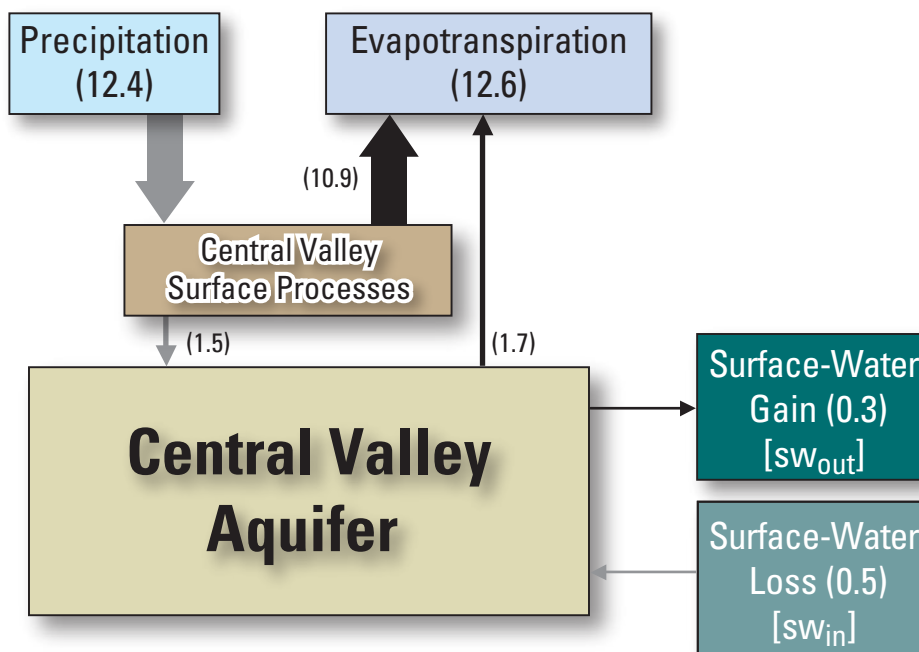 Precipitation
(12.4)
Evapotranspiration
(12.6)
(10.9)
Central Valley
Surface Processes
(1.5)
(1.7)
Central Valley
Aquifer
Surface-Water
Gain (0.3)
[sw_out]
Surface-Water
Loss (0.5)
[sw_in]